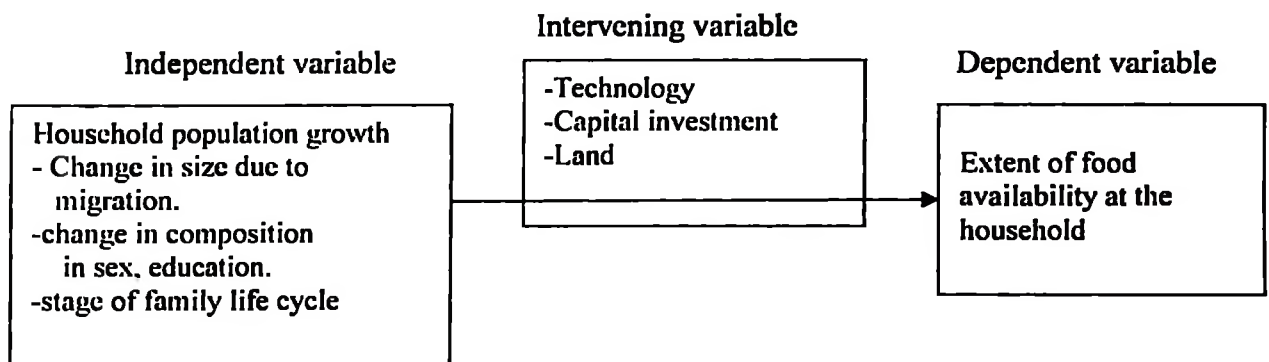 Independent variable
Household population growth
- Change in size due to
migration.
-change in composition
in sex, education.
-stage of family life cycle
Intervening variable
-Technology
-Capital investment
-Land
Dependent variable
Extent of food
availability at the
household